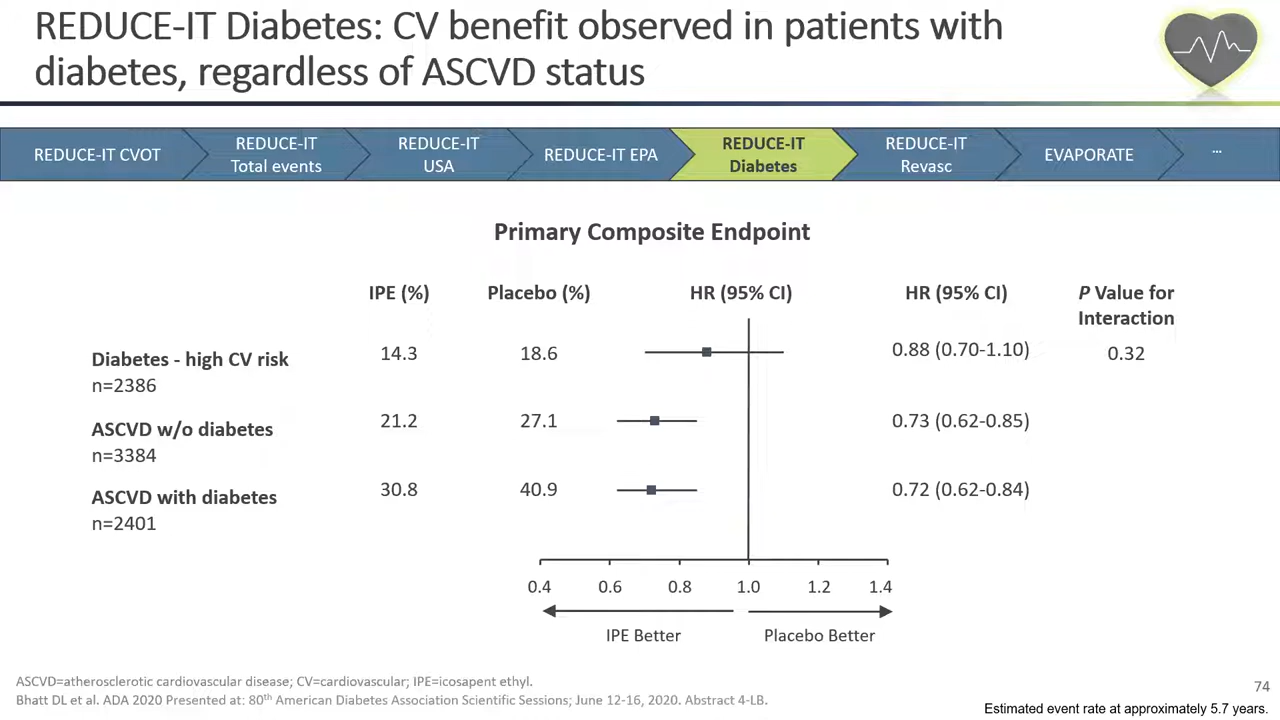 REDUCE-IT Diabetes: CV benefit observed in patients with
diabetes, regardless of ASCVD status
REDUCE-IT CVOT
REDUCE-IT
Total events
REDUCE-IT
USA
REDUCE-IT EPA
REDUCE-IT
Diabetes
REDUCE-IT
Revasc
EVAPORATE
...
Primary Composite Endpoint
IPE (%) Placebo (%) HR (95% CI) HR (95% CI) P Value for
Interaction
Diabetes - high CV risk 14.3 18.6 0.88 (0.70-1.10) 0.32
n=2386
ASCVD w/o diabetes 21.2 27.1 0.73 (0.62-0.85)
n=3384
ASCVD with diabetes 30.8 40.9 0.72 (0.62-0.84)
n=2401
0.4 0.6 0.8 1.0 1.2 1.4
IPE Better Placebo Better
ASCVD=atherosclerotic cardiovascular disease; CV=cardiovascular; IPE=icosapent ethyl.
Bhatt DL et al. ADA 2020 Presented at: 80th American Diabetes Association Scientific Sessions; June 12-16, 2020. Abstract 4-LB.
74
Estimated event rate at approximately 5.7 years.